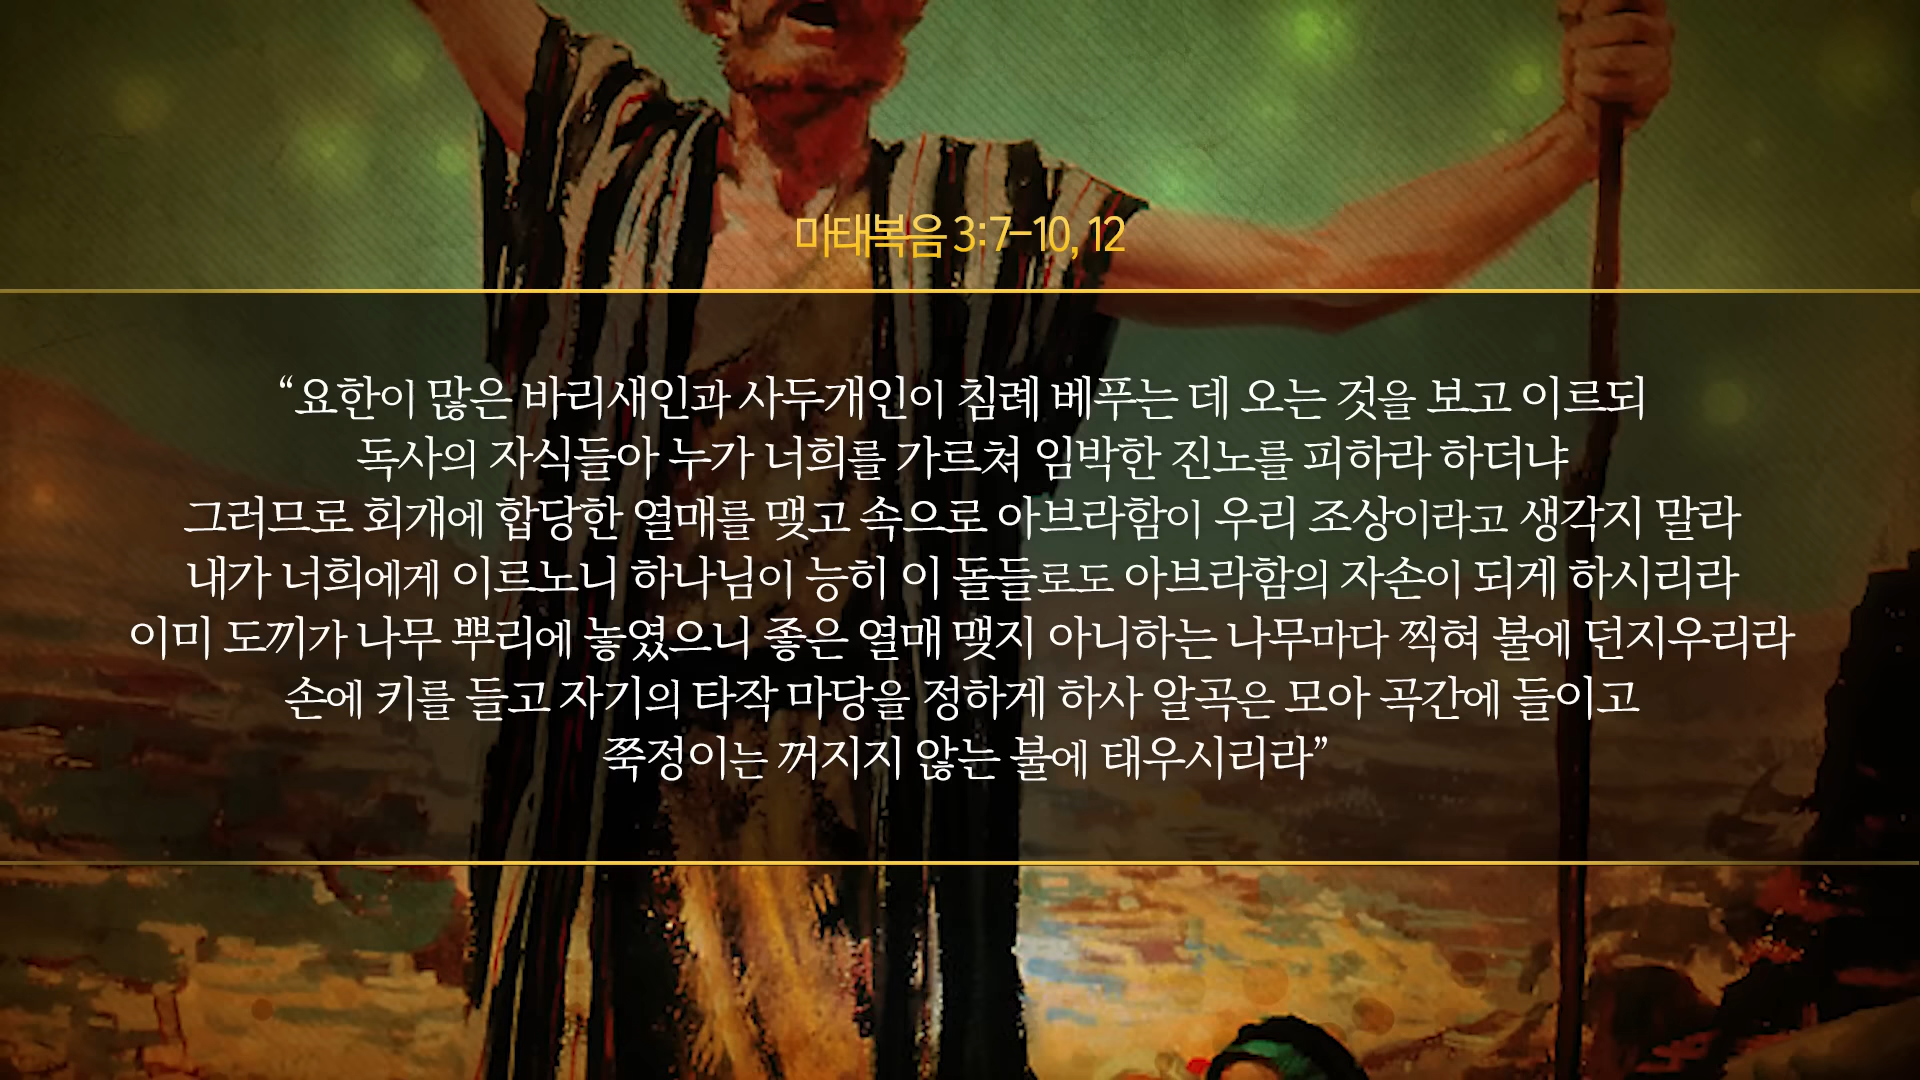 마태복음 3:7-10, 12
“요한이 많은 바리새인과 사두개인이 침례 베푸는 데 오는 것을 보고 이르되
독사의 자식들아 누가 너희를 가르쳐 임박한 진노를 피하라 하더냐
그러므로 회개에 합당한 열매를 맺고 속으로 아브라함이 우리 조상이라고 생각지 말라
내가 너희에게 이르노니 하나님이 능히 이 돌들로도 아브라함의 자손이 되게 하시리라
이미 도끼가 나무 뿌리에 놓였으니 좋은 열매 맺지 아니하는 나무마다 찍혀 불에 던지우리라
손에 키를 들고 자기의 타작 마당을 정하게 하사 알곡은 모아 곡간에 들이고
쭉정이는 꺼지지 않는 불에 태우시리라”